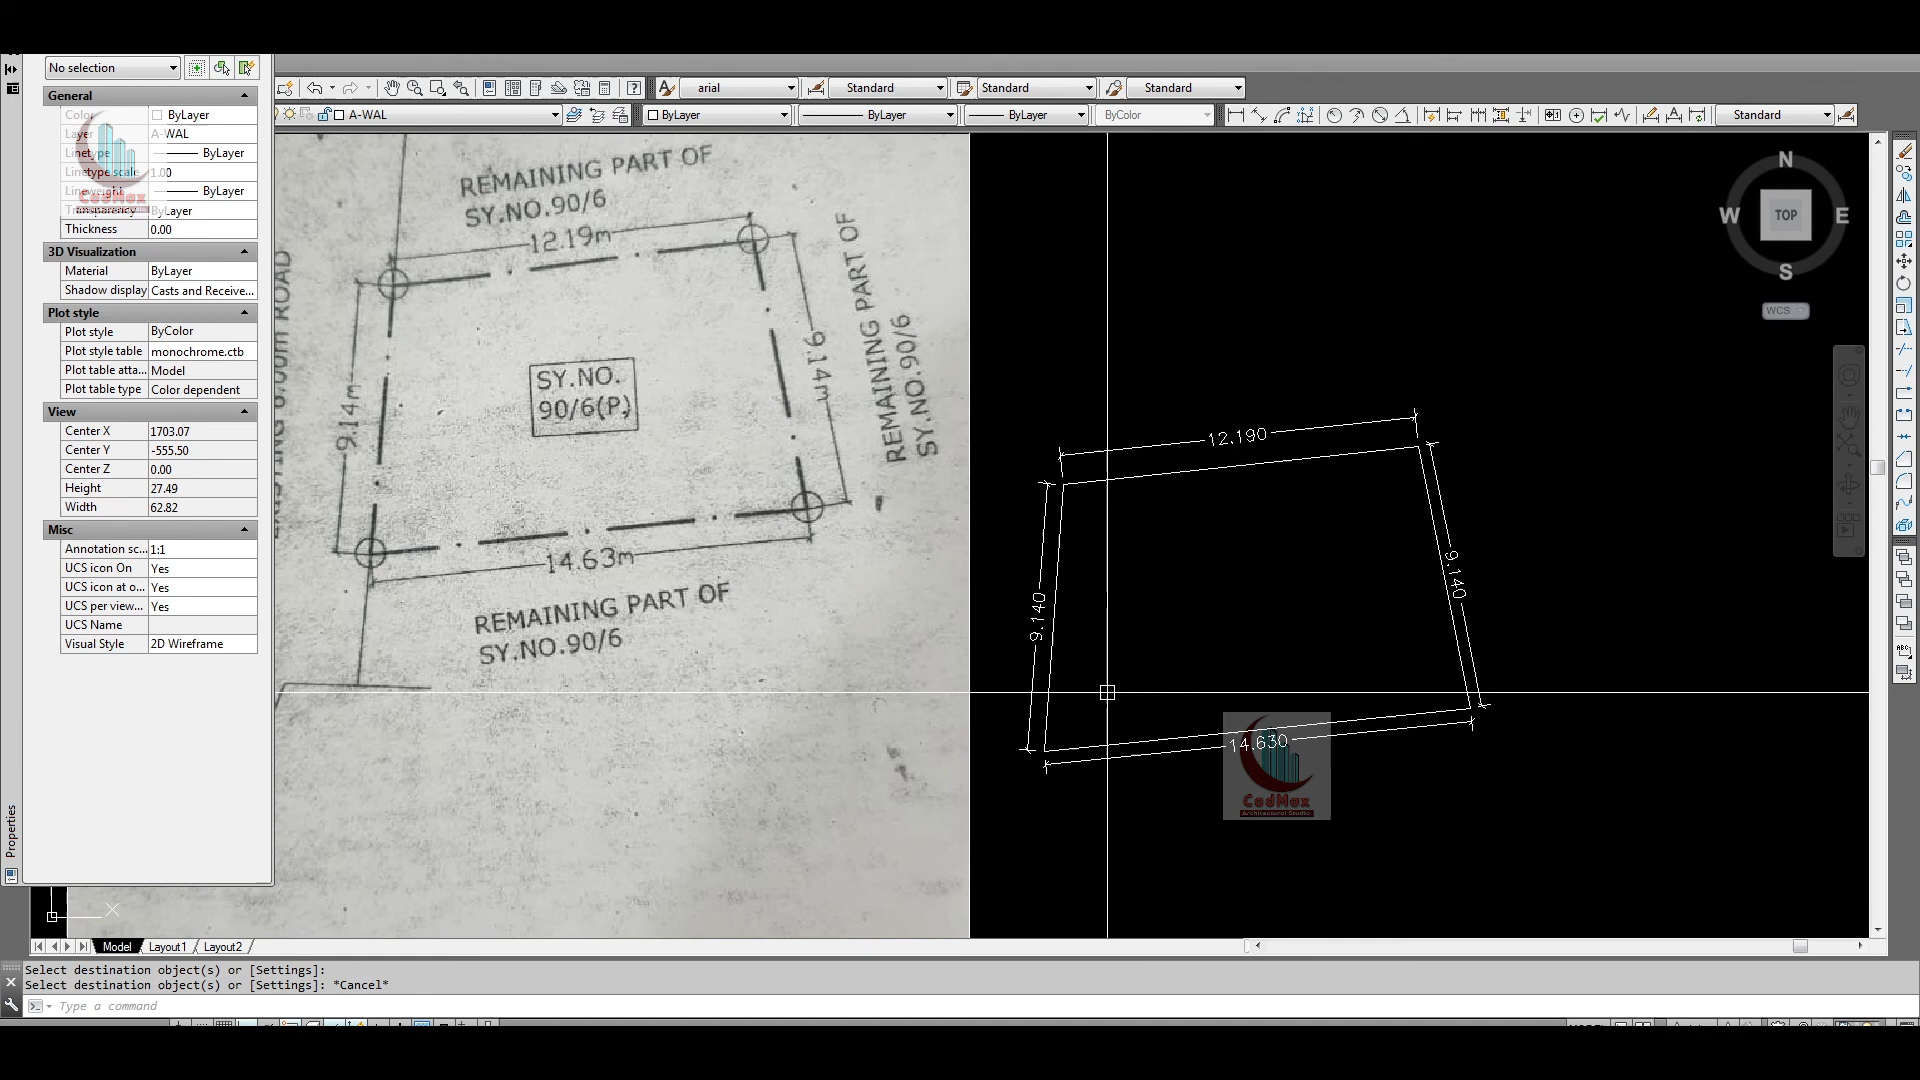 No selection
General
Color ByLayer
Layer A-WAL
Linetype ByLayer
Linetype scale 1.00
Lineweight ByLayer
Transparency ByLayer
Thickness 0.00
3D Visualization
Material ByLayer
Shadow display Casts and Receive...
Plot style
Plot style ByColor
Plot style table monochrome.ctb
Plot table atta... Model
Plot table type Color dependent
View
Center X 1703.07
Center Y -555.50
Center Z 0.00
Height 27.49
Width 62.82
Misc
Annotation sc... 1:1
UCS icon On Yes
UCS icon at o... Yes
UCS per view... Yes
UCS Name
Visual Style 2D Wireframe
Properties
CadMax
arial Standard Standard Standard
A-WAL ByLayer ByLayer ByLayer ByColor Standard
REMAINING PART OF
SY.NO.90/6
12.19m
9.14m
SY.NO.
90/6(P)
9.14m
REMAINING PART OF
SY.NO.90/6
14.63m
REMAINING PART OF
SY.NO.90/6
ROAD
12.190
9.140
9.140
14.630
CadMax
Architectural Studio
N
W TOP E
S
WCS
X
Model Layout1 Layout2
Select destination object(s) or [Settings]:
Select destination object(s) or [Settings]: *Cancel*
Type a command